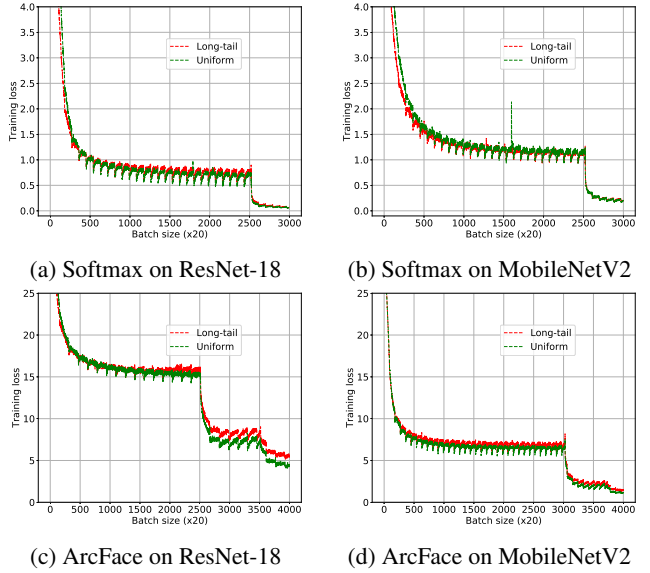 4.0
3.5
3.0
2.5
2.0
1.5
1.0
0.5
0.0
Training loss
Long-tail
Uniform
0 500 1000 1500 2000 2500 3000
Batch size (x20)
(a) Softmax on ResNet-18
4.0
3.5
3.0
2.5
2.0
1.5
1.0
0.5
0.0
Training loss
Long-tail
Uniform
0 500 1000 1500 2000 2500 3000
Batch size (x20)
(b) Softmax on MobileNetV2
25
20
15
10
5
0
Training loss
Long-tail
Uniform
0 500 1000 1500 2000 2500 3000 3500 4000
Batch size (x20)
(c) ArcFace on ResNet-18
25
20
15
10
5
0
Training loss
Long-tail
Uniform
0 500 1000 1500 2000 2500 3000 3500 4000
Batch size (x20)
(d) ArcFace on MobileNetV2